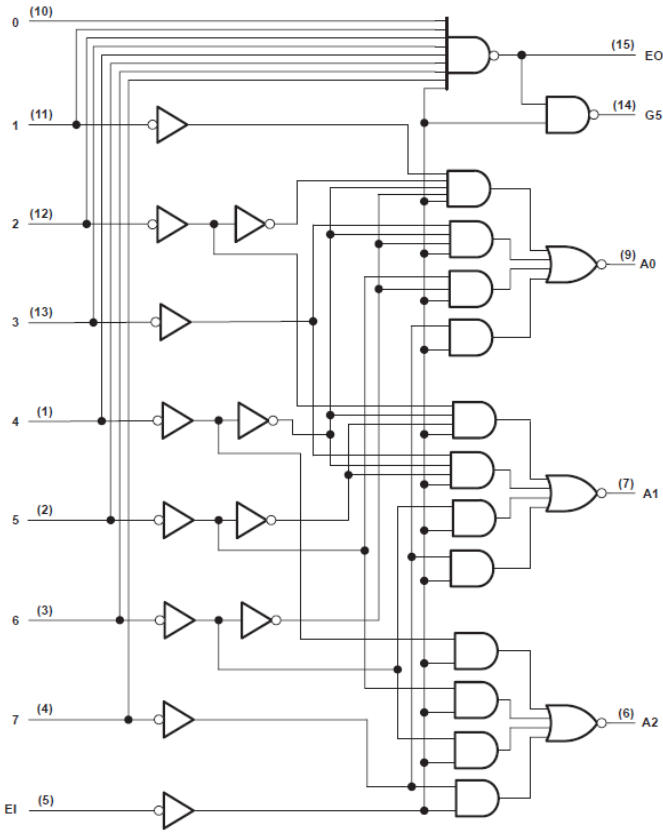 0 (10)
(15) EO
(14) G5
1 (11)
2 (12)
(9) A0
3 (13)
4 (1)
(7) A1
5 (2)
6 (3)
7 (4)
(6) A2
EI (5)